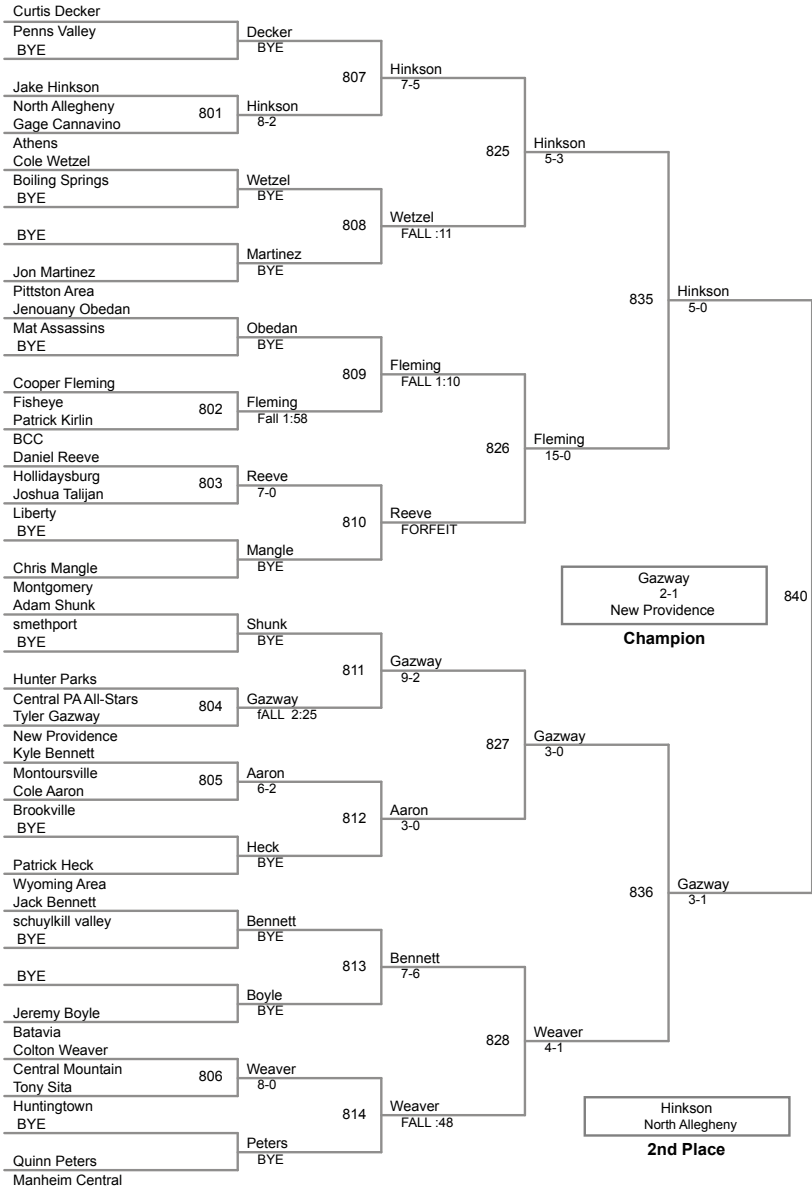 Curtis Decker
Penns Valley
BYE
Jake Hinkson
North Allegheny
Gage Cannavino
Athens
Cole Wetzel
Boiling Springs
BYE
BYE
Jon Martinez
Pittston Area
Jenouany Obedan
Mat Assassins
BYE
Cooper Fleming
Fisheye
Patrick Kirlin
BCC
Daniel Reeve
Hollidaysburg
Joshua Talijan
Liberty
BYE
Chris Mangle
Montgomery
Adam Shunk
smethport
BYE
Hunter Parks
Central PA All-Stars
Tyler Gazway
New Providence
Kyle Bennett
Montoursville
Cole Aaron
Brookville
BYE
Patrick Heck
Wyoming Area
Jack Bennett
schuylkill valley
BYE
BYE
Jeremy Boyle
Batavia
Colton Weaver
Central Mountain
Tony Sita
Huntingtown
BYE
Quinn Peters
Manheim Central
801
802
803
804
805
806
Decker
BYE
Hinkson
8-2
Wetzel
BYE
Martinez
BYE
Obedan
BYE
Fleming
Fall 1:58
Reeve
7-0
Mangle
BYE
Shunk
BYE
Gazway
fALL 2:25
Aaron
6-2
Heck
BYE
Bennett
BYE
Boyle
BYE
Weaver
8-0
Peters
BYE
807
808
809
810
811
812
813
814
Hinkson
7-5
Wetzel
FALL :11
Fleming
FALL 1:10
Reeve
FORFEIT
Gazway
9-2
Aaron
3-0
Bennett
7-6
Weaver
FALL :48
825
826
827
828
Hinkson
5-3
Fleming
15-0
Gazway
3-0
Weaver
4-1
835
836
Hinkson
5-0
Gazway
3-1
840
Gazway
2-1
New Providence
Champion
Hinkson
North Allegheny
2nd Place